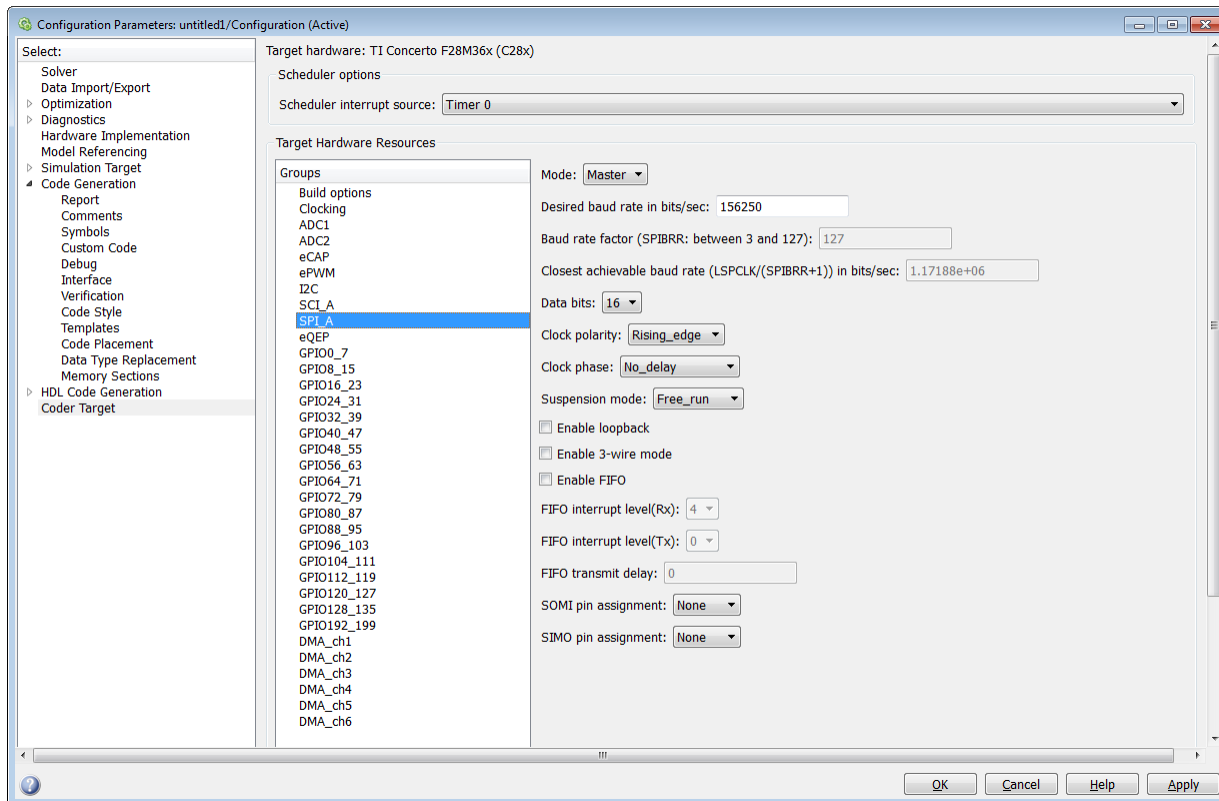 Configuration Parameters: untitled1/Configuration (Active)
Select:
Solver
Data Import/Export
Optimization
Diagnostics
Hardware Implementation
Model Referencing
Simulation Target
Code Generation
Report
Comments
Symbols
Custom Code
Debug
Interface
Verification
Code Style
Templates
Code Placement
Data Type Replacement
Memory Sections
HDL Code Generation
Coder Target
Target hardware: TI Concerto F28M36x (C28x)
Scheduler options
Scheduler interrupt source: Timer 0
Target Hardware Resources
Groups
Build options
Clocking
ADC1
ADC2
eCAP
ePWM
I2C
SCI_A
SPI_A
eQEP
GPIO0_7
GPIO8_15
GPIO16_23
GPIO24_31
GPIO32_39
GPIO40_47
GPIO48_55
GPIO56_63
GPIO64_71
GPIO72_79
GPIO80_87
GPIO88_95
GPIO96_103
GPIO104_111
GPIO112_119
GPIO120_127
GPIO128_135
GPIO192_199
DMA_ch1
DMA_ch2
DMA_ch3
DMA_ch4
DMA_ch5
DMA_ch6
Mode: Master
Desired baud rate in bits/sec: 156250
Baud rate factor (SPIBRR: between 3 and 127): 127
Closest achievable baud rate (LSPCLK/(SPIBRR+1)) in bits/sec: 1.17188e+06
Data bits: 16
Clock polarity: Rising_edge
Clock phase: No_delay
Suspension mode: Free_run
Enable loopback
Enable 3-wire mode
Enable FIFO
FIFO interrupt level(Rx): 4
FIFO interrupt level(Tx): 0
FIFO transmit delay: 0
SOMI pin assignment: None
SIMO pin assignment: None
OK Cancel Help Apply